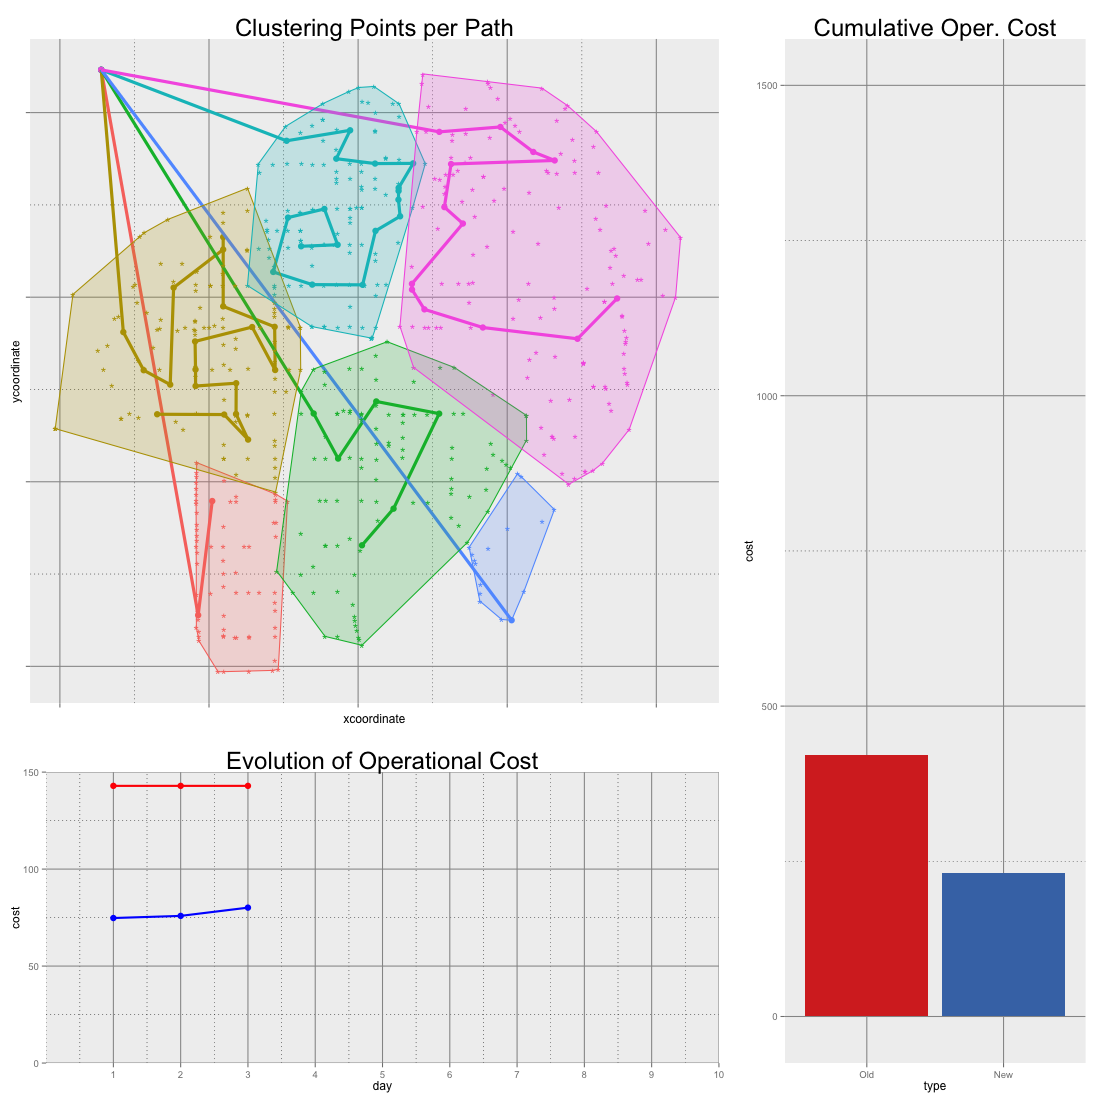 Clustering Points per Path
ycoordinate
xcoordinate
Cumulative Oper. Cost
1500
1000
500
0
cost
Old New
type
Evolution of Operational Cost
150
100
50
0
cost
1 2 3 4 5 6 7 8 9 10
day